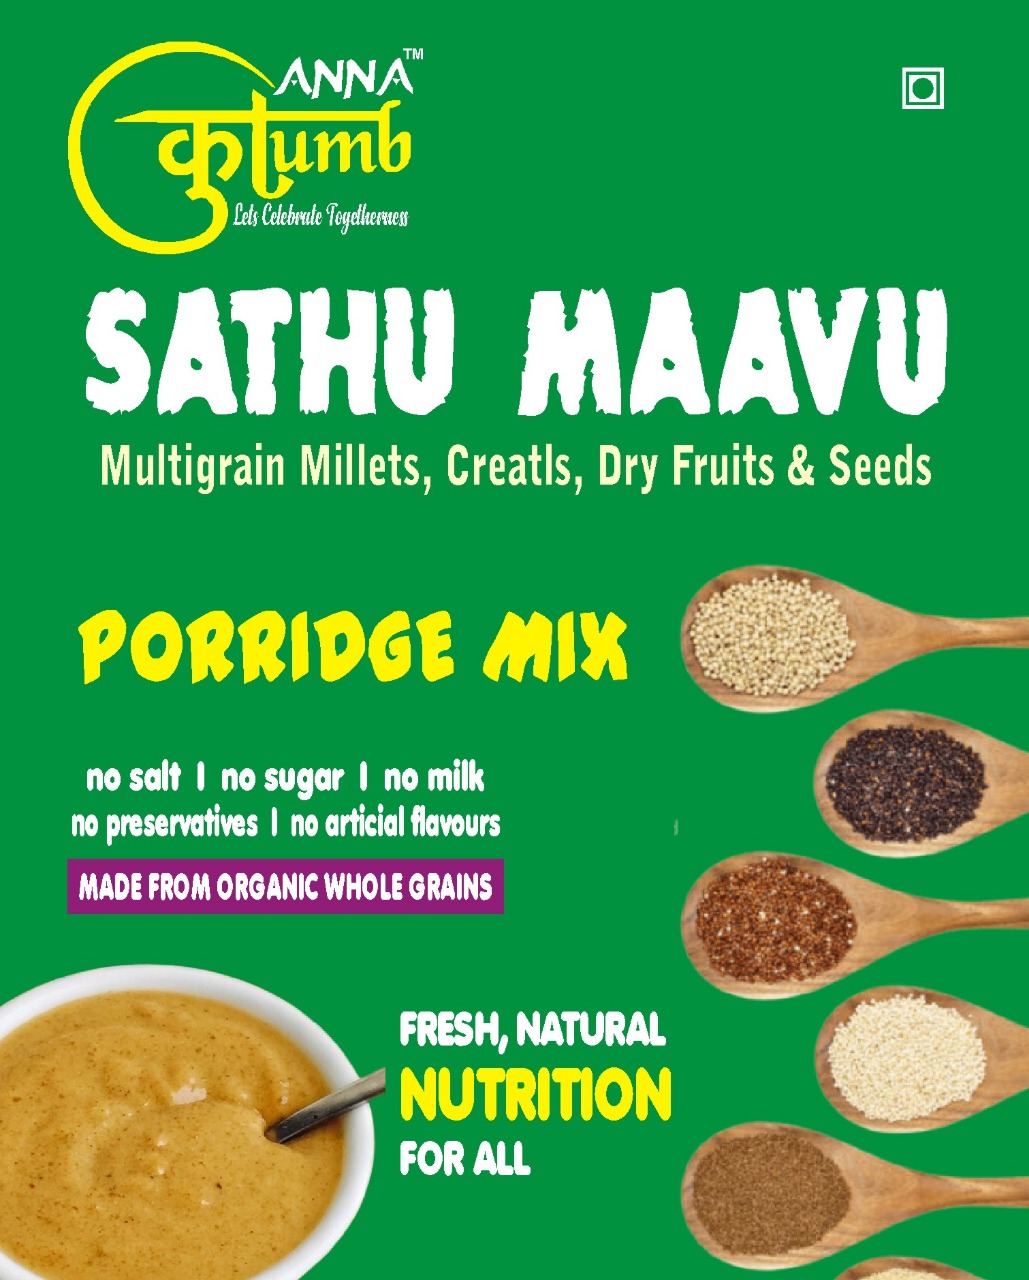 ANNA™
कुtumb
Lets Celebrate Togetherness
SATHU MAAVU
Multigrain Millets, Creatls, Dry Fruits & Seeds
PORRIDGE MIX
no salt I no sugar I no milk
no preservatives I no articial flavours
MADE FROM ORGANIC WHOLE GRAINS
FRESH, NATURAL
NUTRITION
FOR ALL